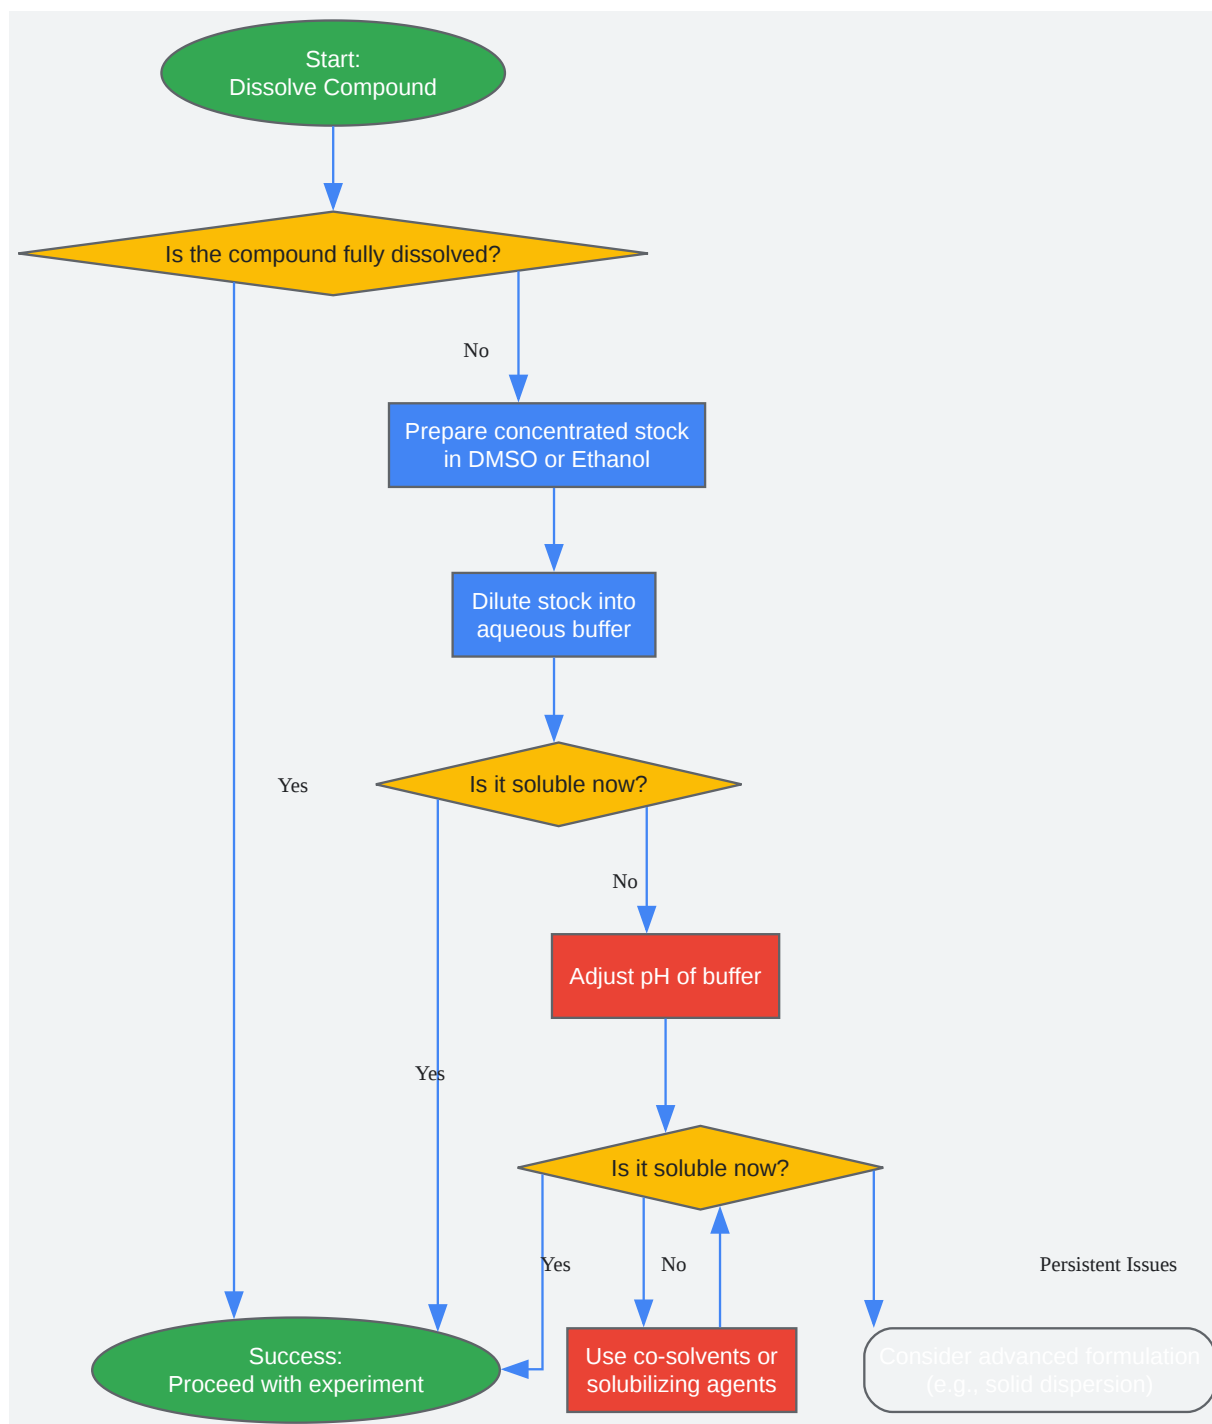 Start:
Dissolve Compound
Is the compound fully dissolved?
No
Prepare concentrated stock
in DMSO or Ethanol
Dilute stock into
aqueous buffer
Yes
Is it soluble now?
No
Adjust pH of buffer
Yes
Is it soluble now?
Yes
No
Persistent Issues
Success:
Proceed with experiment
Use co-solvents or
solubilizing agents
Consider advanced formulation
(e.g., solid dispersion)